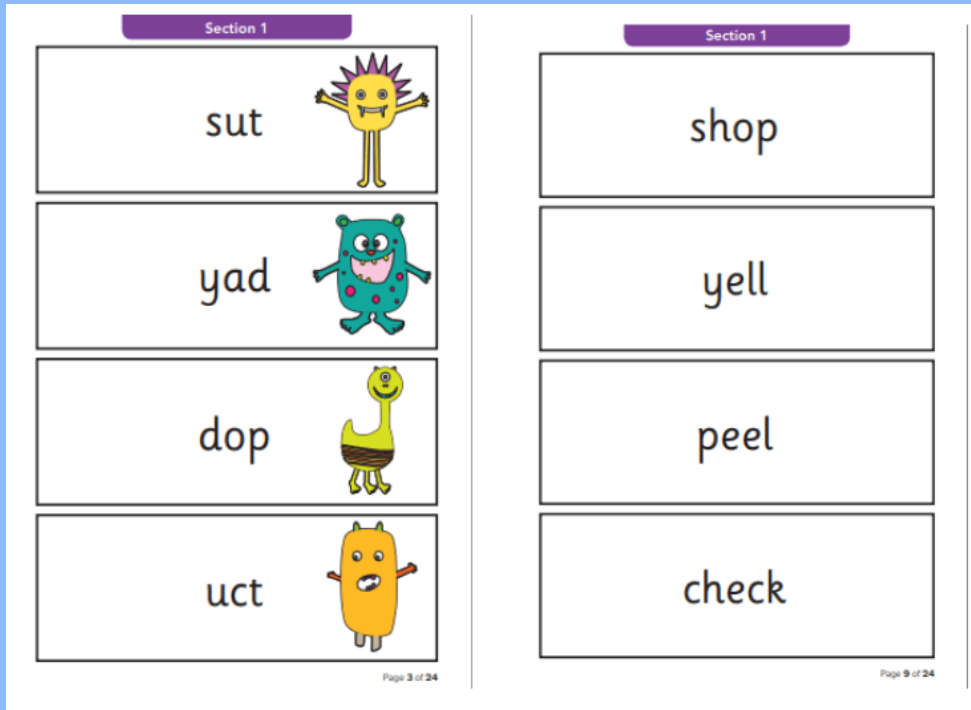 Section 1
sut
yad
dop
uct
Page 3 of 24
Section 1
shop
yell
peel
check
Page 9 of 24